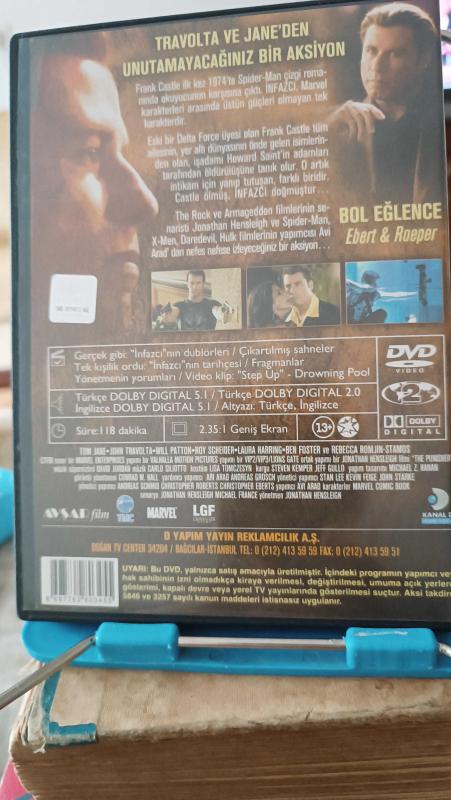 TRAVOLTA VE JANE'DEN
UNUTAMAYACAĞINIZ BİR AKSİYON
Frank Castle ilk kez 1974'te Spider-Man çizgi roma-
nında okuyucunun karşısına çıktı. İNFAZCI, Marvel
karakterleri arasında üstün güçleri olmayan tek
karakterdir.
Eski bir Delta Force üyesi olan Frank Castle tüm
ailesinin, yer altı dünyasının önde gelen isimlerin-
den olan, işadamı Howard Saint'in adamları
tarafından öldürülüşüne tanık olur. O artık
intikam için yanıp tutuşan, farklı biridir.
Castle ölmüş, İNFAZCI doğmuştur...
The Rock ve Armageddon filmlerinin se-
naristi Jonathan Hensleigh ve Spider-Man,
X-Men, Daredevil, Hulk filmlerinin yapımcısı Avi
Arad'dan nefes nefese izleyeceğiniz bir aksiyon...
BOL EĞLENCE
Ebert & Roeper
Gerçek gibi: "İnfazcı"nın dublörleri / Çıkartılmış sahneler
Tek kişilik ordu: "İnfazcı"nın tarihçesi / Fragmanlar
Yönetmenin yorumları / Video klip: "Step Up" - Drowning Pool
DVD
VIDEO
Türkçe DOLBY DIGITAL 5.1 / Türkçe DOLBY DIGITAL 2.0
İngilizce DOLBY DIGITAL 5.1 / Altyazı: Türkçe, İngilizce
2
Süre: 118 dakika
2.35:1 Geniş Ekran
13+
DOLBY
DIGITAL
TOM JANE • JOHN TRAVOLTA • WILL PATTON • ROY SCHEIDER • LAURA HARRING • BEN FOSTER ve REBECCA ROMIJN-STAMOS
AVŞAR film
MARVEL
LGF
KANAL D
D YAPIM YAYIN REKLAMCILIK A.Ş.
DOĞAN TV CENTER 34204 / BAĞCILAR-İSTANBUL TEL: 0 (212) 413 59 59 FAX: 0 (212) 413 59 51
UYARI: Bu DVD, yalnızca satış amacıyla üretilmiştir. İçindeki programın yapımcı ve
hak sahibinin izni olmadıkça kiraya verilmesi, değiştirilmesi, umuma açık yerlerde
gösterimi, kapalı devre veya yerel TV yayınlarında gösterilmesi suçtur. Aksi takdirde
5846 ve 3257 sayılı kanun maddeleri istisnasız uygulanır.